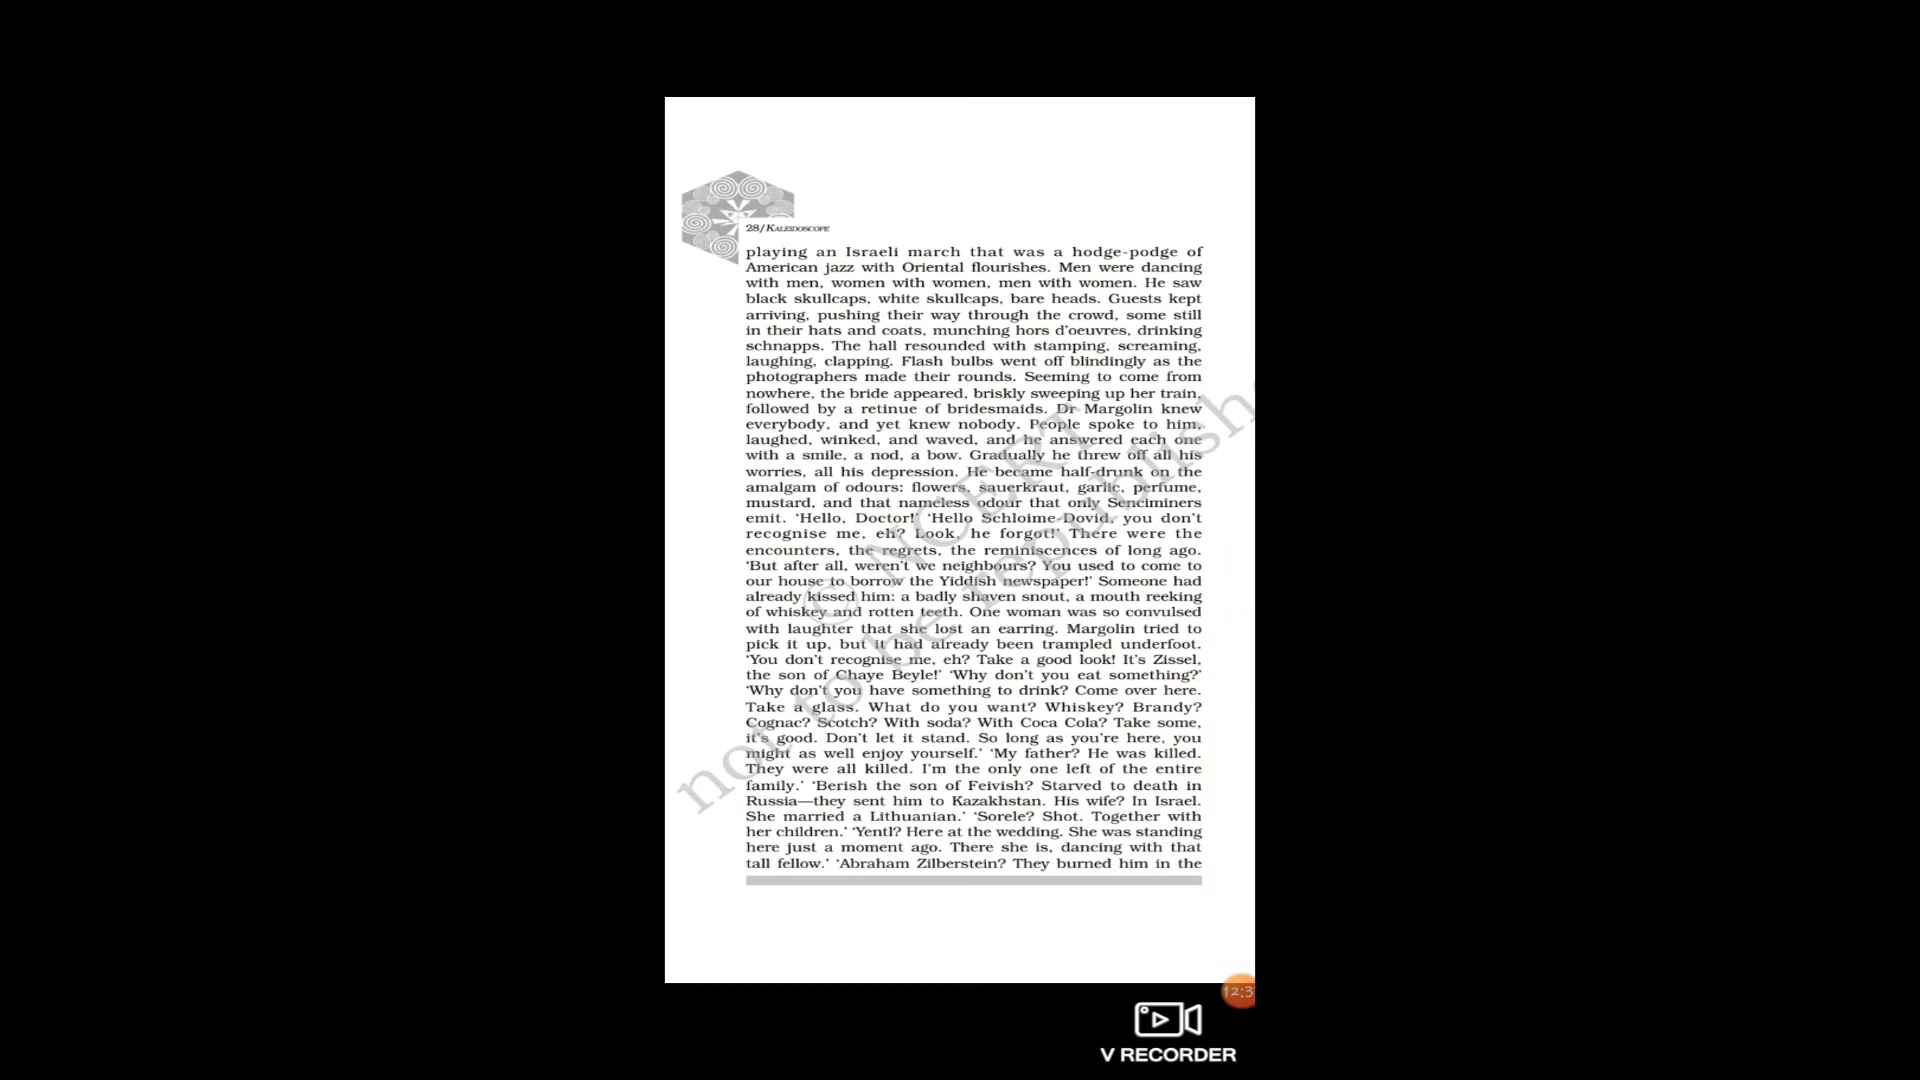 28/KALEIDOSCOPE
playing an Israeli march that was a hodge-podge of
American jazz with Oriental flourishes. Men were dancing
with men, women with women, men with women. He saw
black skullcaps, white skullcaps, bare heads. Guests kept
arriving, pushing their way through the crowd, some still
in their hats and coats, munching hors d'oeuvres, drinking
schnapps. The hall resounded with stamping, screaming,
laughing, clapping. Flash bulbs went off blindingly as the
photographers made their rounds. Seeming to come from
nowhere, the bride appeared, briskly sweeping up her train,
followed by a retinue of bridesmaids. Dr Margolin knew
everybody, and yet knew nobody. People spoke to him,
laughed, winked, and waved, and he answered each one
with a smile, a nod, a bow. Gradually he threw off all his
worries, all his depression. He became half-drunk on the
amalgam of odours: flowers, sauerkraut, garlic, perfume,
mustard, and that nameless odour that only Senciminers
emit. ‘Hello, Doctor!’ ‘Hello Schloime-Dovid, you don't
recognise me, eh? Look, he forgot!’ There were the
encounters, the regrets, the reminiscences of long ago.
‘But after all, weren't we neighbours? You used to come to
our house to borrow the Yiddish newspaper!’ Someone had
already kissed him: a badly shaven snout, a mouth reeking
of whiskey and rotten teeth. One woman was so convulsed
with laughter that she lost an earring. Margolin tried to
pick it up, but it had already been trampled underfoot.
‘You don't recognise me, eh? Take a good look! It's Zissel,
the son of Chaye Beyle!’ ‘Why don't you eat something?’
‘Why don't you have something to drink? Come over here.
Take a glass. What do you want? Whiskey? Brandy?
Cognac? Scotch? With soda? With Coca Cola? Take some,
it's good. Don't let it stand. So long as you're here, you
might as well enjoy yourself.’ ‘My father? He was killed.
They were all killed. I'm the only one left of the entire
family.’ ‘Berish the son of Feivish? Starved to death in
Russia—they sent him to Kazakhstan. His wife? In Israel.
She married a Lithuanian.’ ‘Sorele? Shot. Together with
her children.’ ‘Yentl? Here at the wedding. She was standing
here just a moment ago. There she is, dancing with that
tall fellow.’ ‘Abraham Zilberstein? They burned him in the
© NCERT
not to be republishe
12:3
V RECORDER